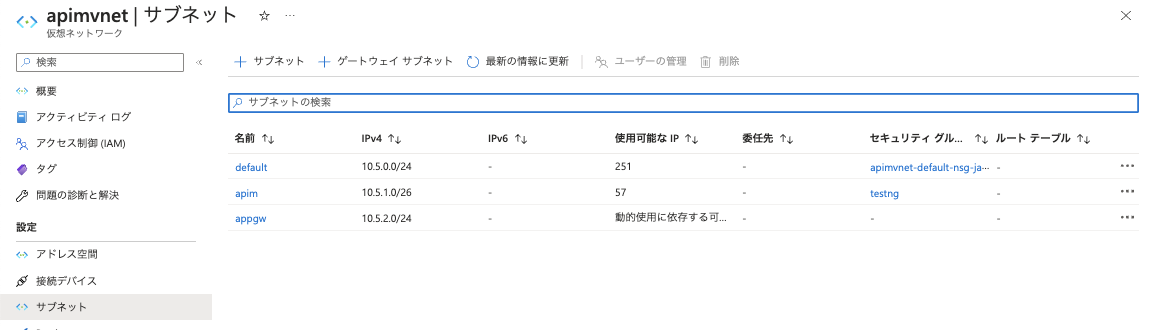 apimvnet | サブネット
仮想ネットワーク
検索
サブネット ゲートウェイ サブネット 最新の情報に更新 ユーザーの管理 削除
概要
アクティビティ ログ
アクセス制御 (IAM)
タグ
問題の診断と解決
設定
アドレス空間
接続デバイス
サブネット
サブネットの検索
名前 IPv4 IPv6 使用可能な IP 委任先 セキュリティ グル... ルート テーブル
default 10.5.0.0/24 - 251 - apimvnet-default-nsg-ja... -
apim 10.5.1.0/26 - 57 - testng -
appgw 10.5.2.0/24 - 動的使用に依存する可... - - -